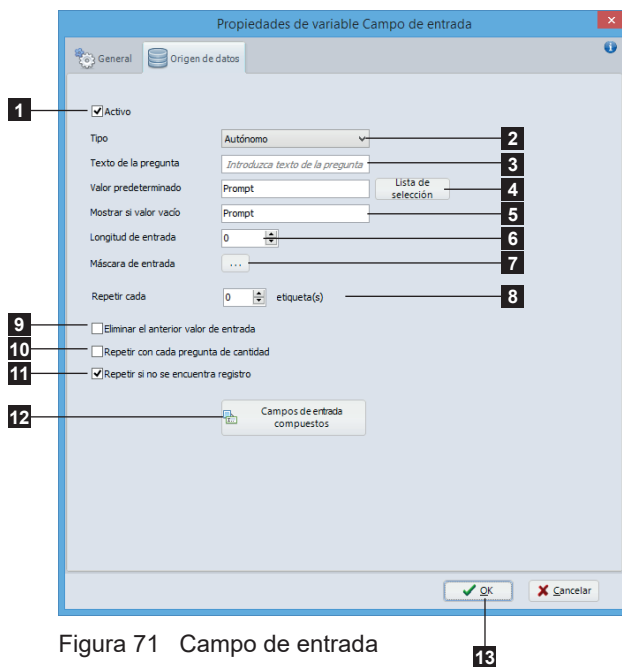 Propiedades de variable Campo de entrada
General
Origen de datos
1
Activo
Tipo
Autónomo
2
Texto de la pregunta
Introduzca texto de la pregunta
3
Valor predeterminado
Prompt
Lista de
selección
4
Mostrar si valor vacío
Prompt
5
Longitud de entrada
0
6
Máscara de entrada
...
7
Repetir cada
0
etiqueta(s)
8
9
Eliminar el anterior valor de entrada
10
Repetir con cada pregunta de cantidad
11
Repetir si no se encuentra registro
12
Campos de entrada
compuestos
OK
Cancelar
Figura 71 Campo de entrada
13